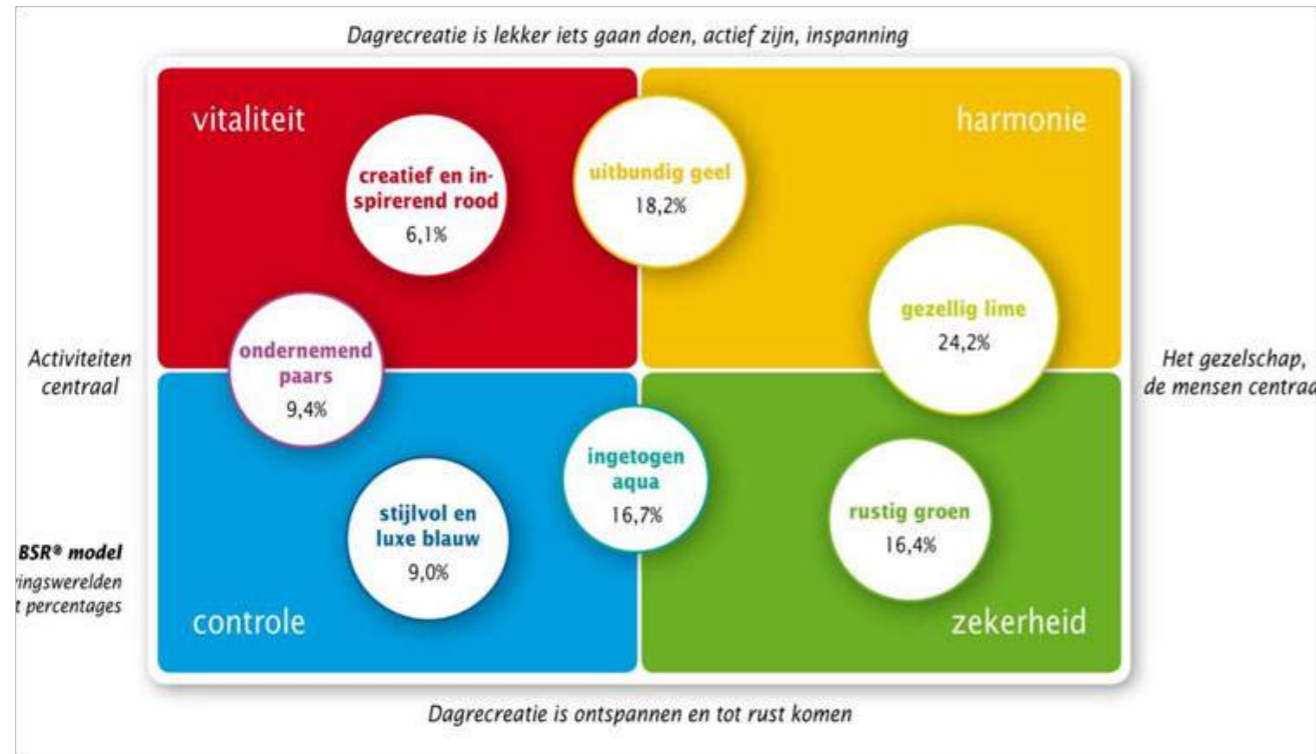 Dagrecreatie is lekker iets gaan doen, actief zijn, inspanning
vitaliteit
harmonie
creatief en in-
spirerend rood
6,1%
uitbundig geel
18,2%
gezellig lime
24,2%
ondernemend
paars
9,4%
Activiteiten
centraal
Het gezelschap,
de mensen centraa
ingetogen
aqua
16,7%
stijlvol en
luxe blauw
9,0%
rustig groen
16,4%
BSR® model
ringswerelden
t percentages
controle
zekerheid
Dagrecreatie is ontspannen en tot rust komen